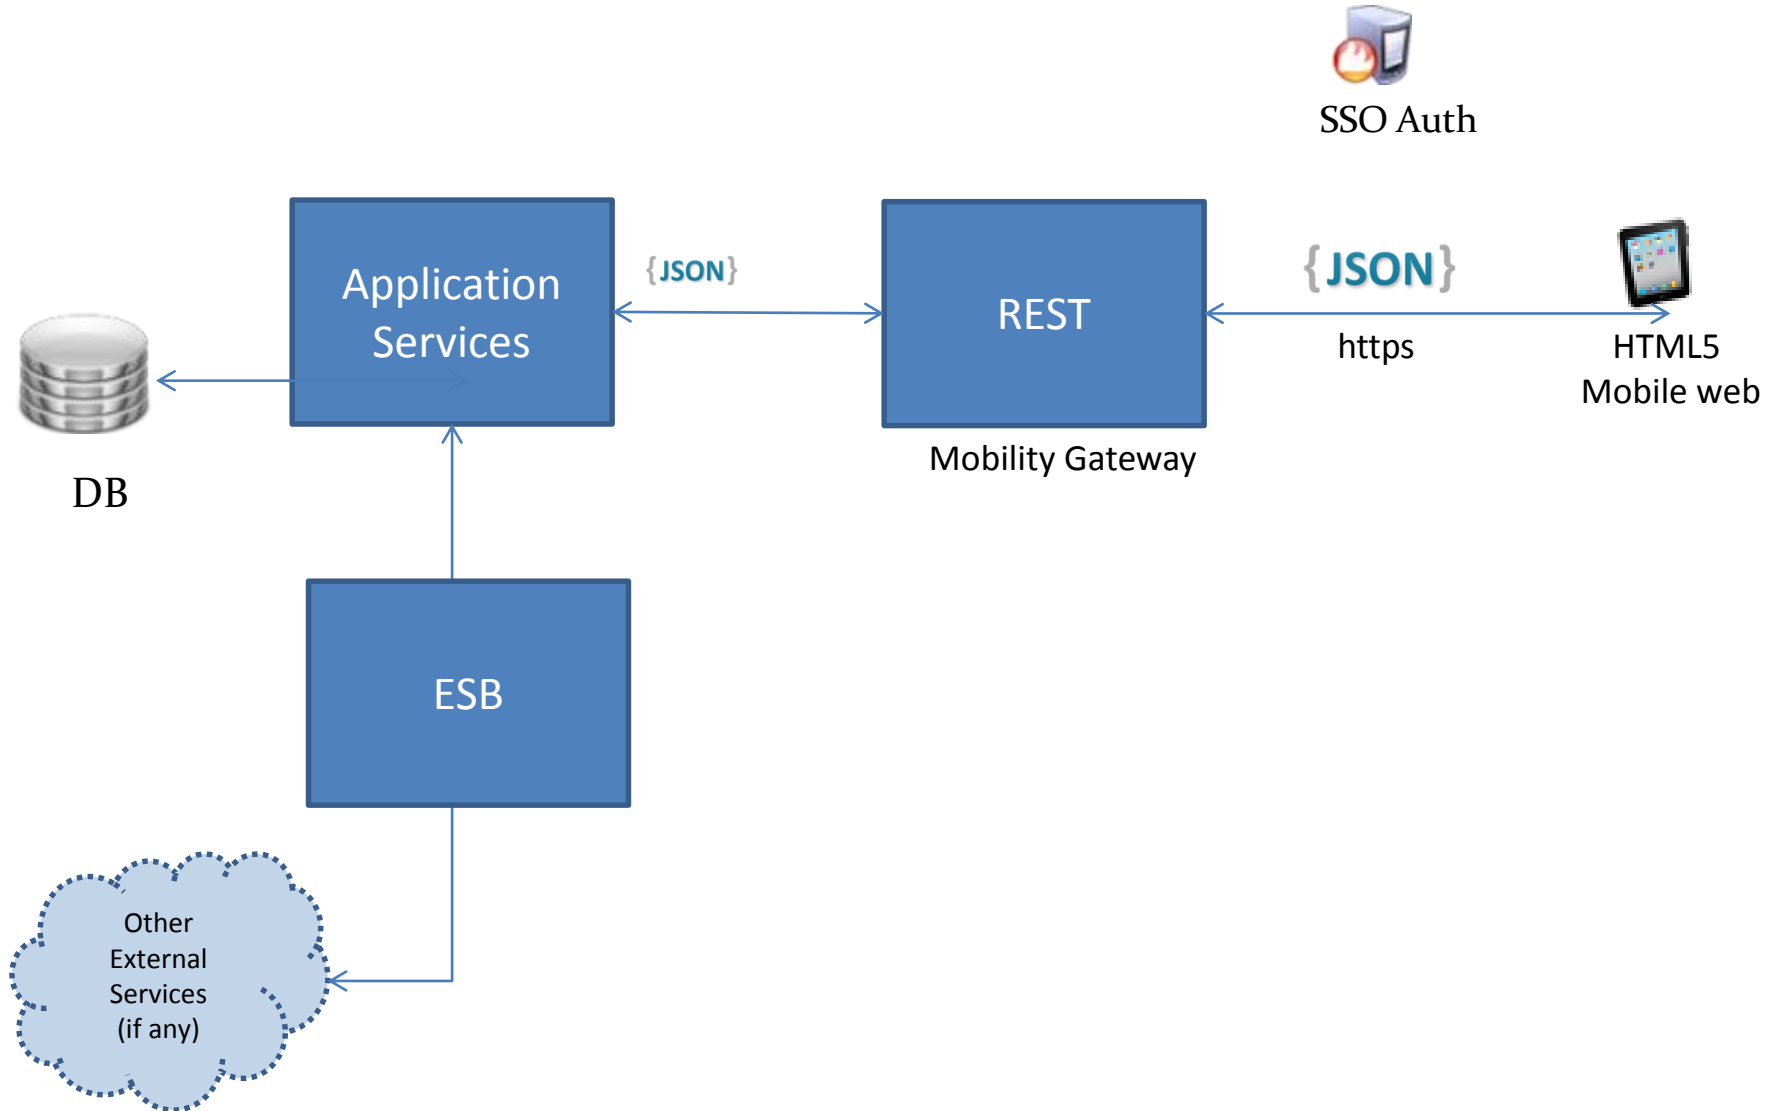 SSO Auth
Application
Services
{JSON}
REST
{JSON}
https
HTML5
Mobile web
Mobility Gateway
DB
ESB
Other
External
Services
(if any)